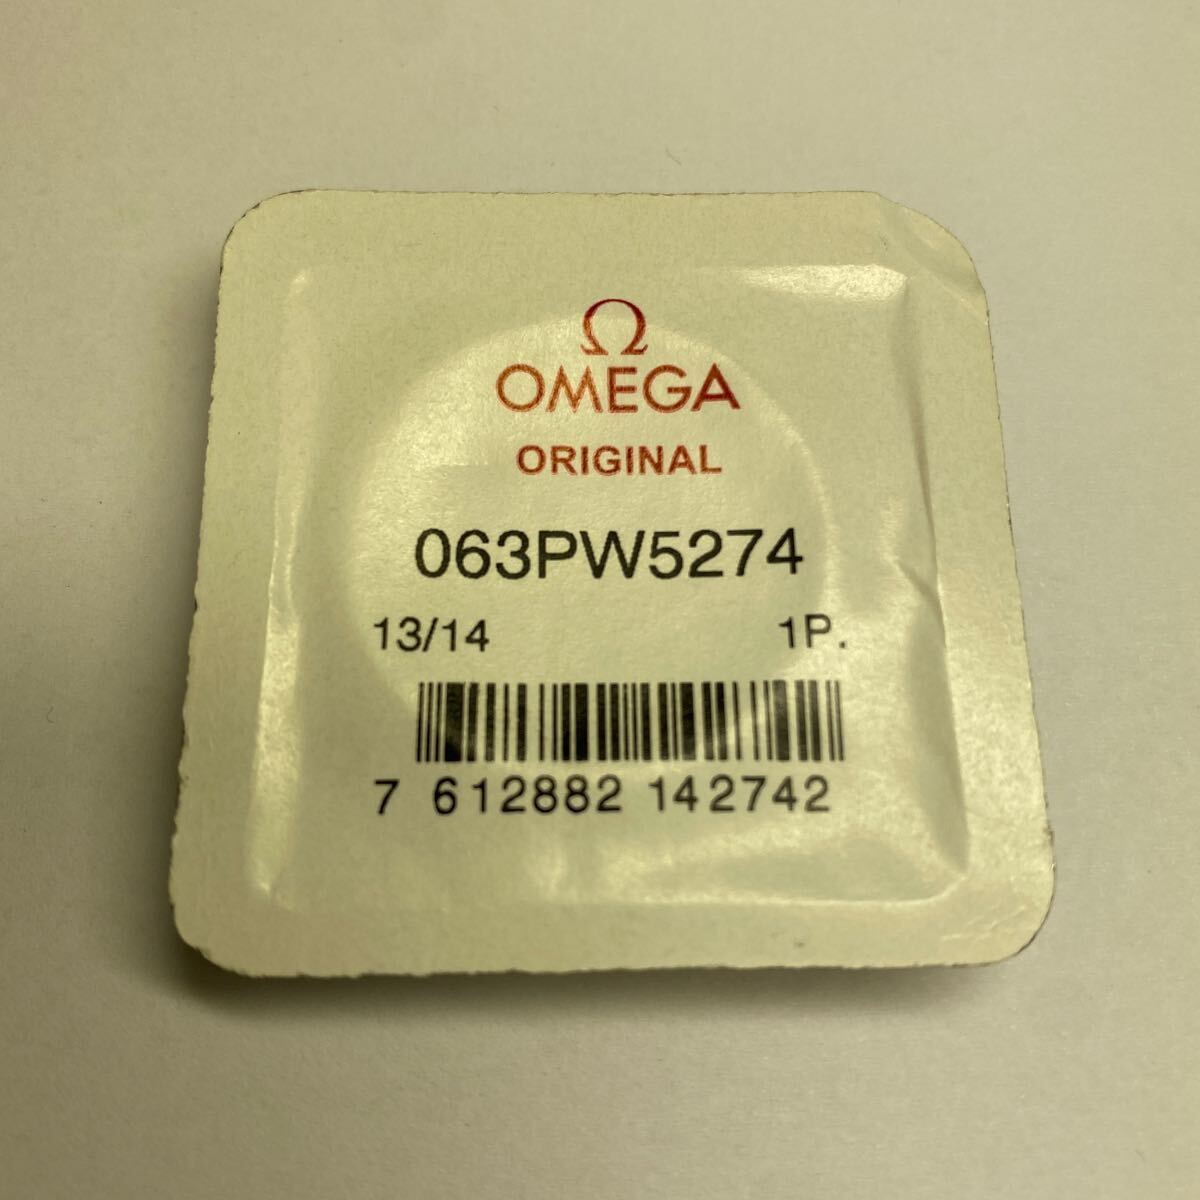 Ω
OMEGA
ORIGINAL
063PW5274
13/14 1P.
7 612882 142742